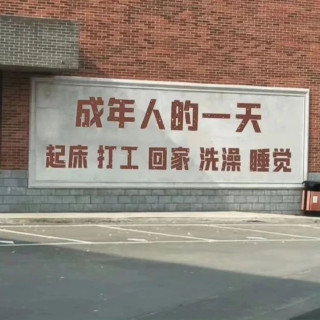 成年人的一天
起床 打工 回家 洗澡 睡觉